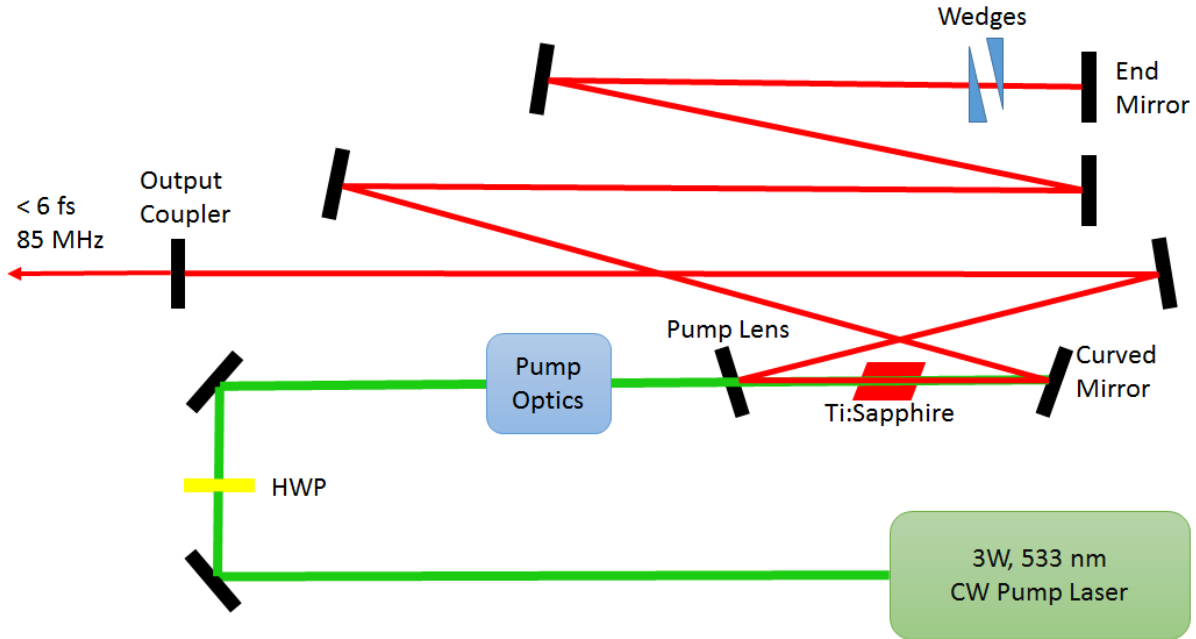 Wedges
End
Mirror
Output
Coupler
< 6 fs
85 MHz
Pump Lens
Curved
Mirror
Pump
Optics
Ti:Sapphire
HWP
3W, 533 nm
CW Pump Laser